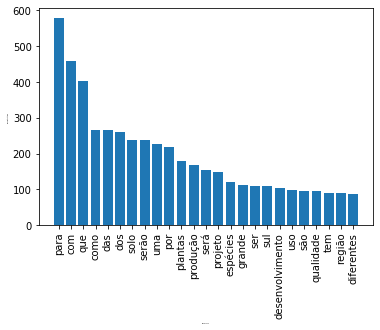 600
500
400
300
200
100
0
para
com
que
como
das
dos
solo
serão
uma
por
plantas
produção
será
projeto
espécies
grande
ser
sul
desenvolvimento
uso
são
qualidade
tem
região
diferentes